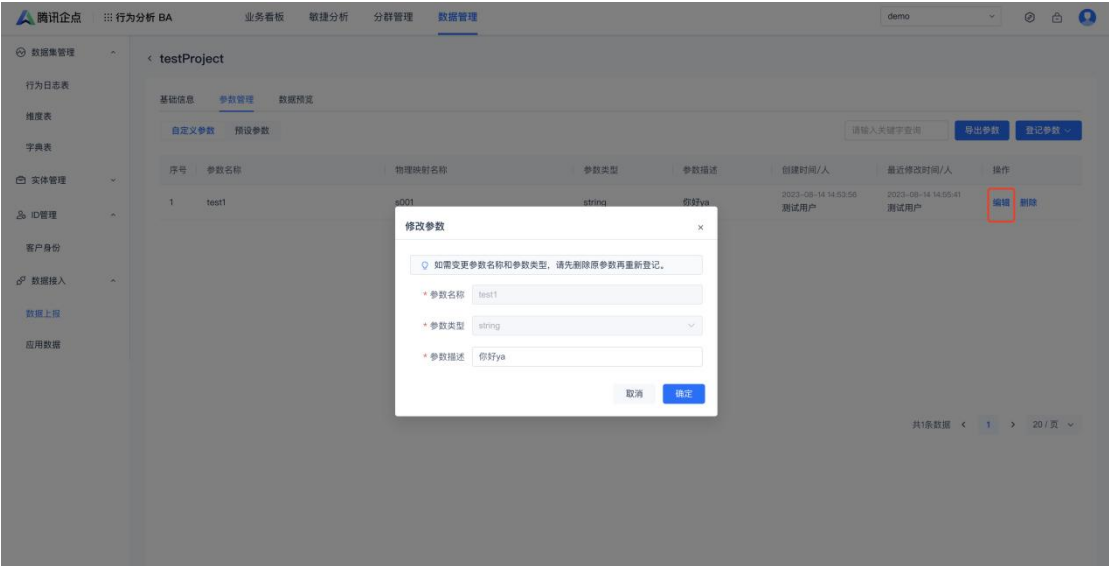 腾讯企点 行为分析 BA 业务看板 敏捷分析 分群管理 数据管理 demo
数据集管理
行为日志表
维度表
字典表
实体管理
ID管理
客户身份
数据接入
数据上报
应用数据
‹ testProject
基础信息 参数管理 数据预览
自定义参数 预设参数 请输入关键字查询 导出参数 登记参数
序号 参数名称 物理映射名称 参数类型 参数描述 创建时间/人 最近修改时间/人 操作
1 test1 s001 string 你好ya 2023-08-14 14:53:56 2023-08-14 14:55:41 编辑 删除
测试用户 测试用户
修改参数 ×
如需变更参数名称和参数类型，请先删除原参数再重新登记。
* 参数名称 test1
* 参数类型 string
* 参数描述 你好ya
取消 确定
共1条数据 ‹ 1 › 20 / 页